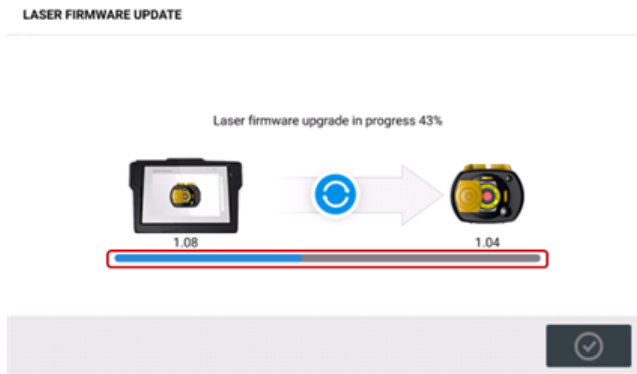 LASER FIRMWARE UPDATE
Laser firmware upgrade in progress 43%
1.08
1.04